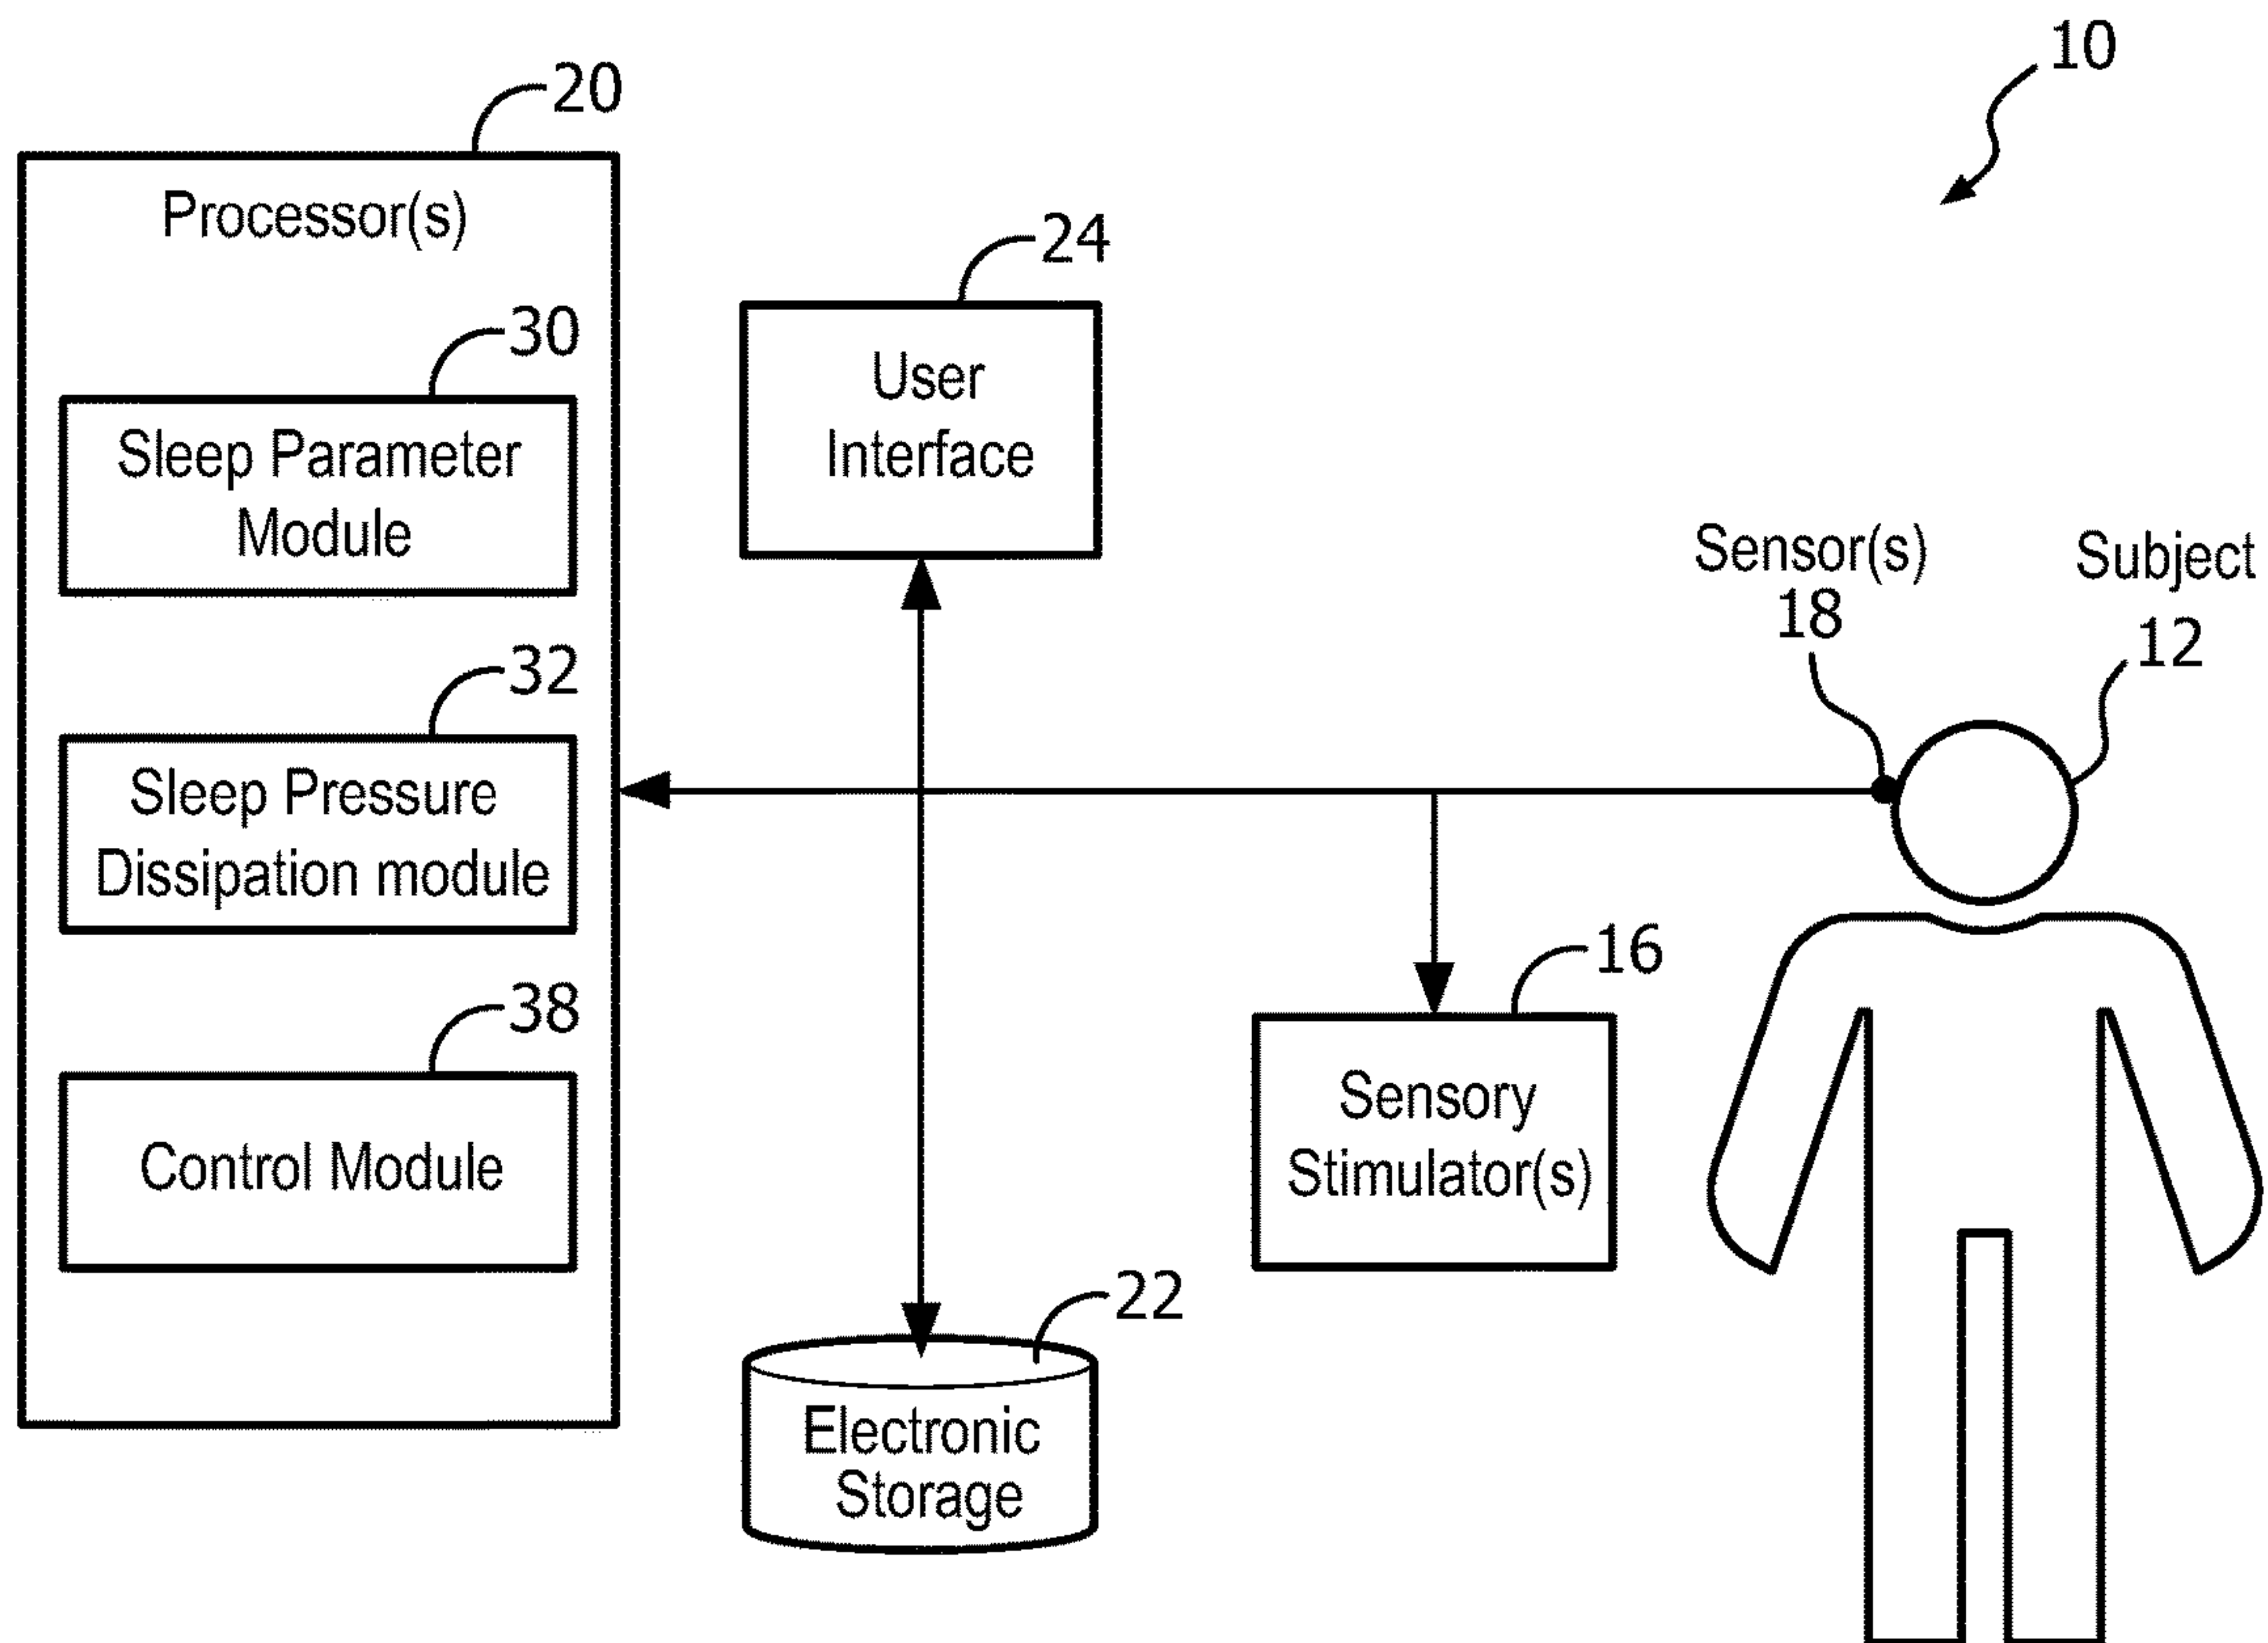 10
20
Processor(s)
30
Sleep Parameter
Module
32
Sleep Pressure
Dissipation module
38
Control Module
24
User
Interface
22
Electronic
Storage
16
Sensory
Stimulator(s)
Sensor(s)
18
Subject
12